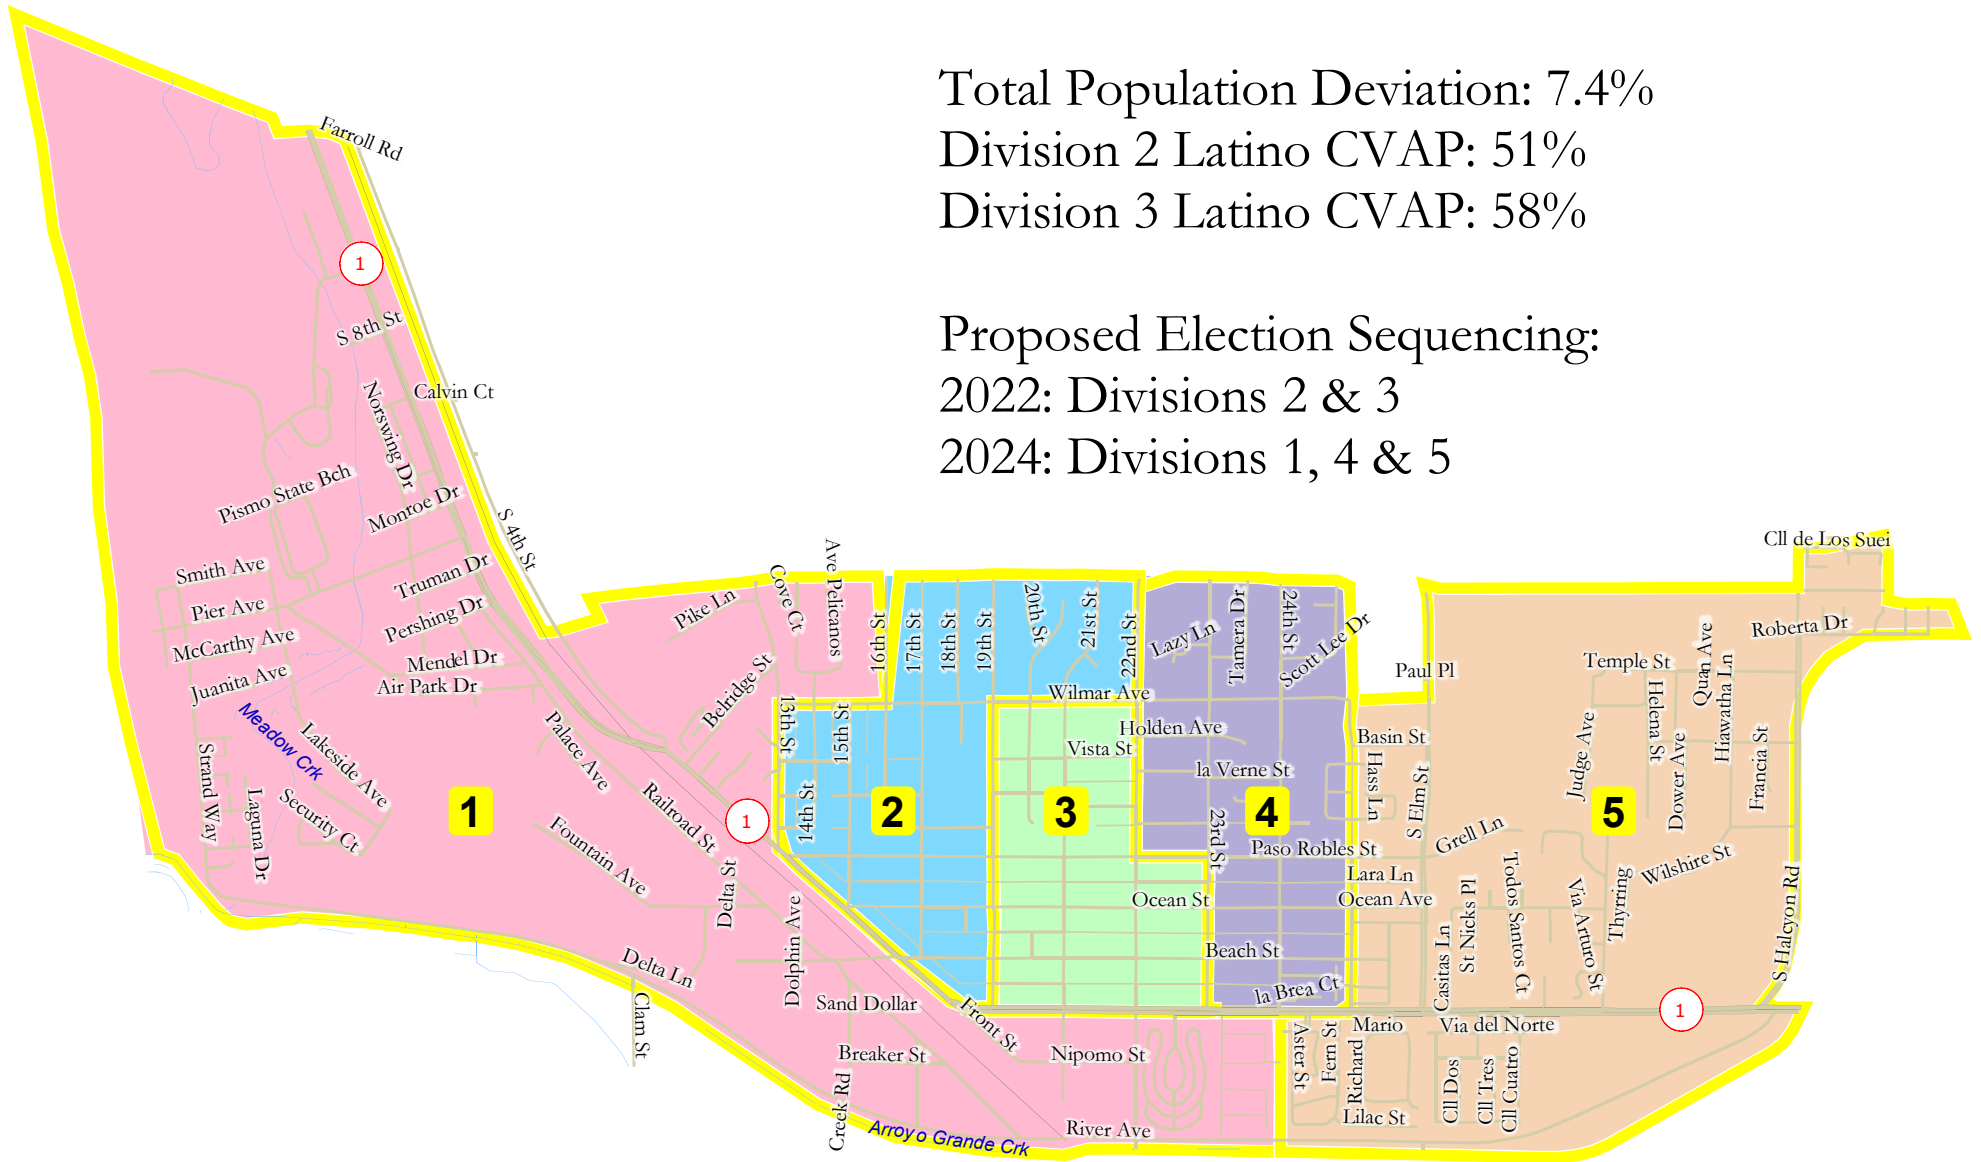 Total Population Deviation: 7.4%
Division 2 Latino CVAP: 51%
Division 3 Latino CVAP: 58%
Proposed Election Sequencing:
2022: Divisions 2 & 3
2024: Divisions 1, 4 & 5
Farroll Rd
1
S 8th St
Calvin Ct
Norswing Dr
Pismo State Bch
Monroe Dr
S 4th St
Smith Ave
Truman Dr
Pier Ave
Pershing Dr
McCarthy Ave
Mendel Dr
Juanita Ave
Air Park Dr
Meadow Crk
Lakeside Ave
Strand Way
Laguna Dr
Security Ct
Palace Ave
Railroad St
Fountain Ave
1
1
Pike Ln
Cove Ct
Ave Pelicanos
Belridge St
13th St
14th St
15th St
16th St
17th St
18th St
19th St
20th St
21st St
22nd St
2
Wilmar Ave
Vista St
3
Ocean St
Beach St
Lazy Ln
Tamera Dr
24th St
Scott Lee Dr
Holden Ave
la Verne St
4
23rd St
Paso Robles St
Lara Ln
Ocean Ave
la Brea Ct
Paul Pl
Basin St
Hass Ln
S Elm St
Grell Ln
Cll de Los Suei
Roberta Dr
Temple St
Quan Ave
Hiawatha Ln
Helena St
Judge Ave
Dower Ave
Francia St
5
Wilshire St
Thyrring
Via Arturo St
Todos Santos Ct
St Nicks Pl
Casitas Ln
S Halcyon Rd
1
Delta St
Delta Ln
Dolphin Ave
Clam St
Sand Dollar
Front St
Breaker St
Nipomo St
Creek Rd
Arroyo Grande Crk
River Ave
Aster St
Fern St
Richard
Mario
Via del Norte
Lilac St
Cll Dos
Cll Tres
Cll Cuatro